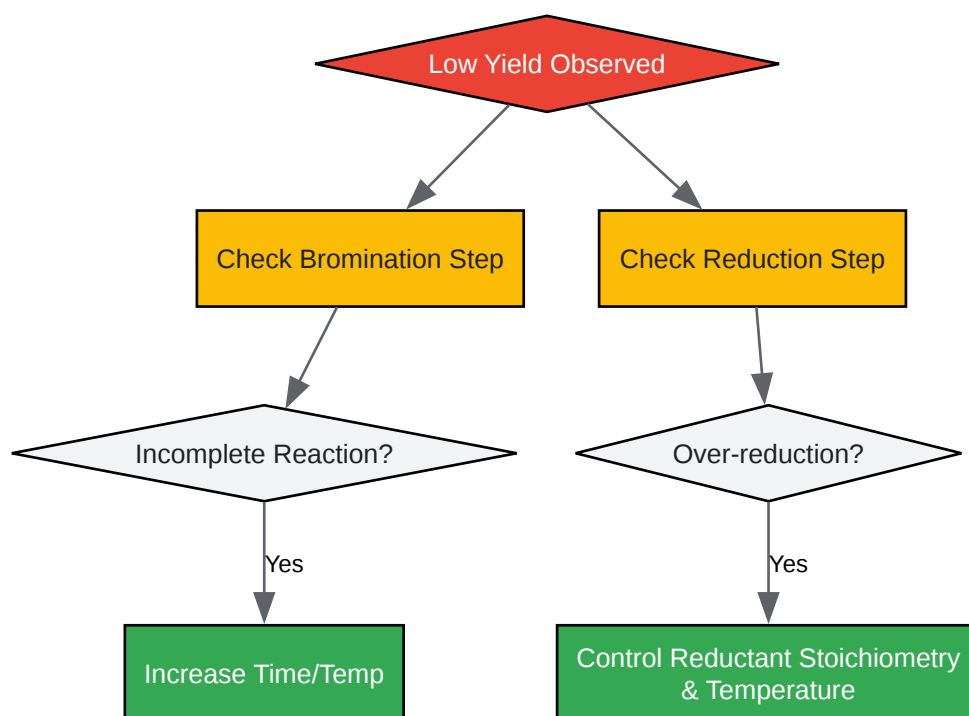 Low Yield Observed
Check Bromination Step
Check Reduction Step
Incomplete Reaction?
Over-reduction?
Yes
Yes
Increase Time/Temp
Control Reductant Stoichiometry
& Temperature